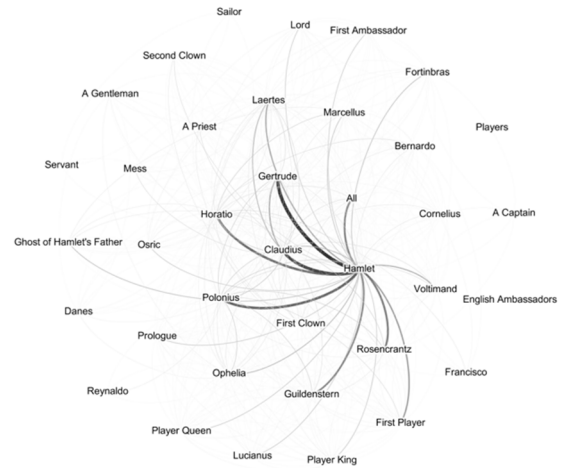 Sailor
Lord
First Ambassador
Second Clown
Fortinbras
A Gentleman
Laertes
Marcellus
A Priest
Players
Bernardo
Servant
Mess
Gertrude
All
Horatio
Cornelius
A Captain
Ghost of Hamlet's Father
Osric
Claudius
Hamlet
Voltimand
Polonius
English Ambassadors
Danes
First Clown
Prologue
Rosencrantz
Ophelia
Francisco
Reynaldo
Guildenstern
First Player
Player Queen
Lucianus
Player King